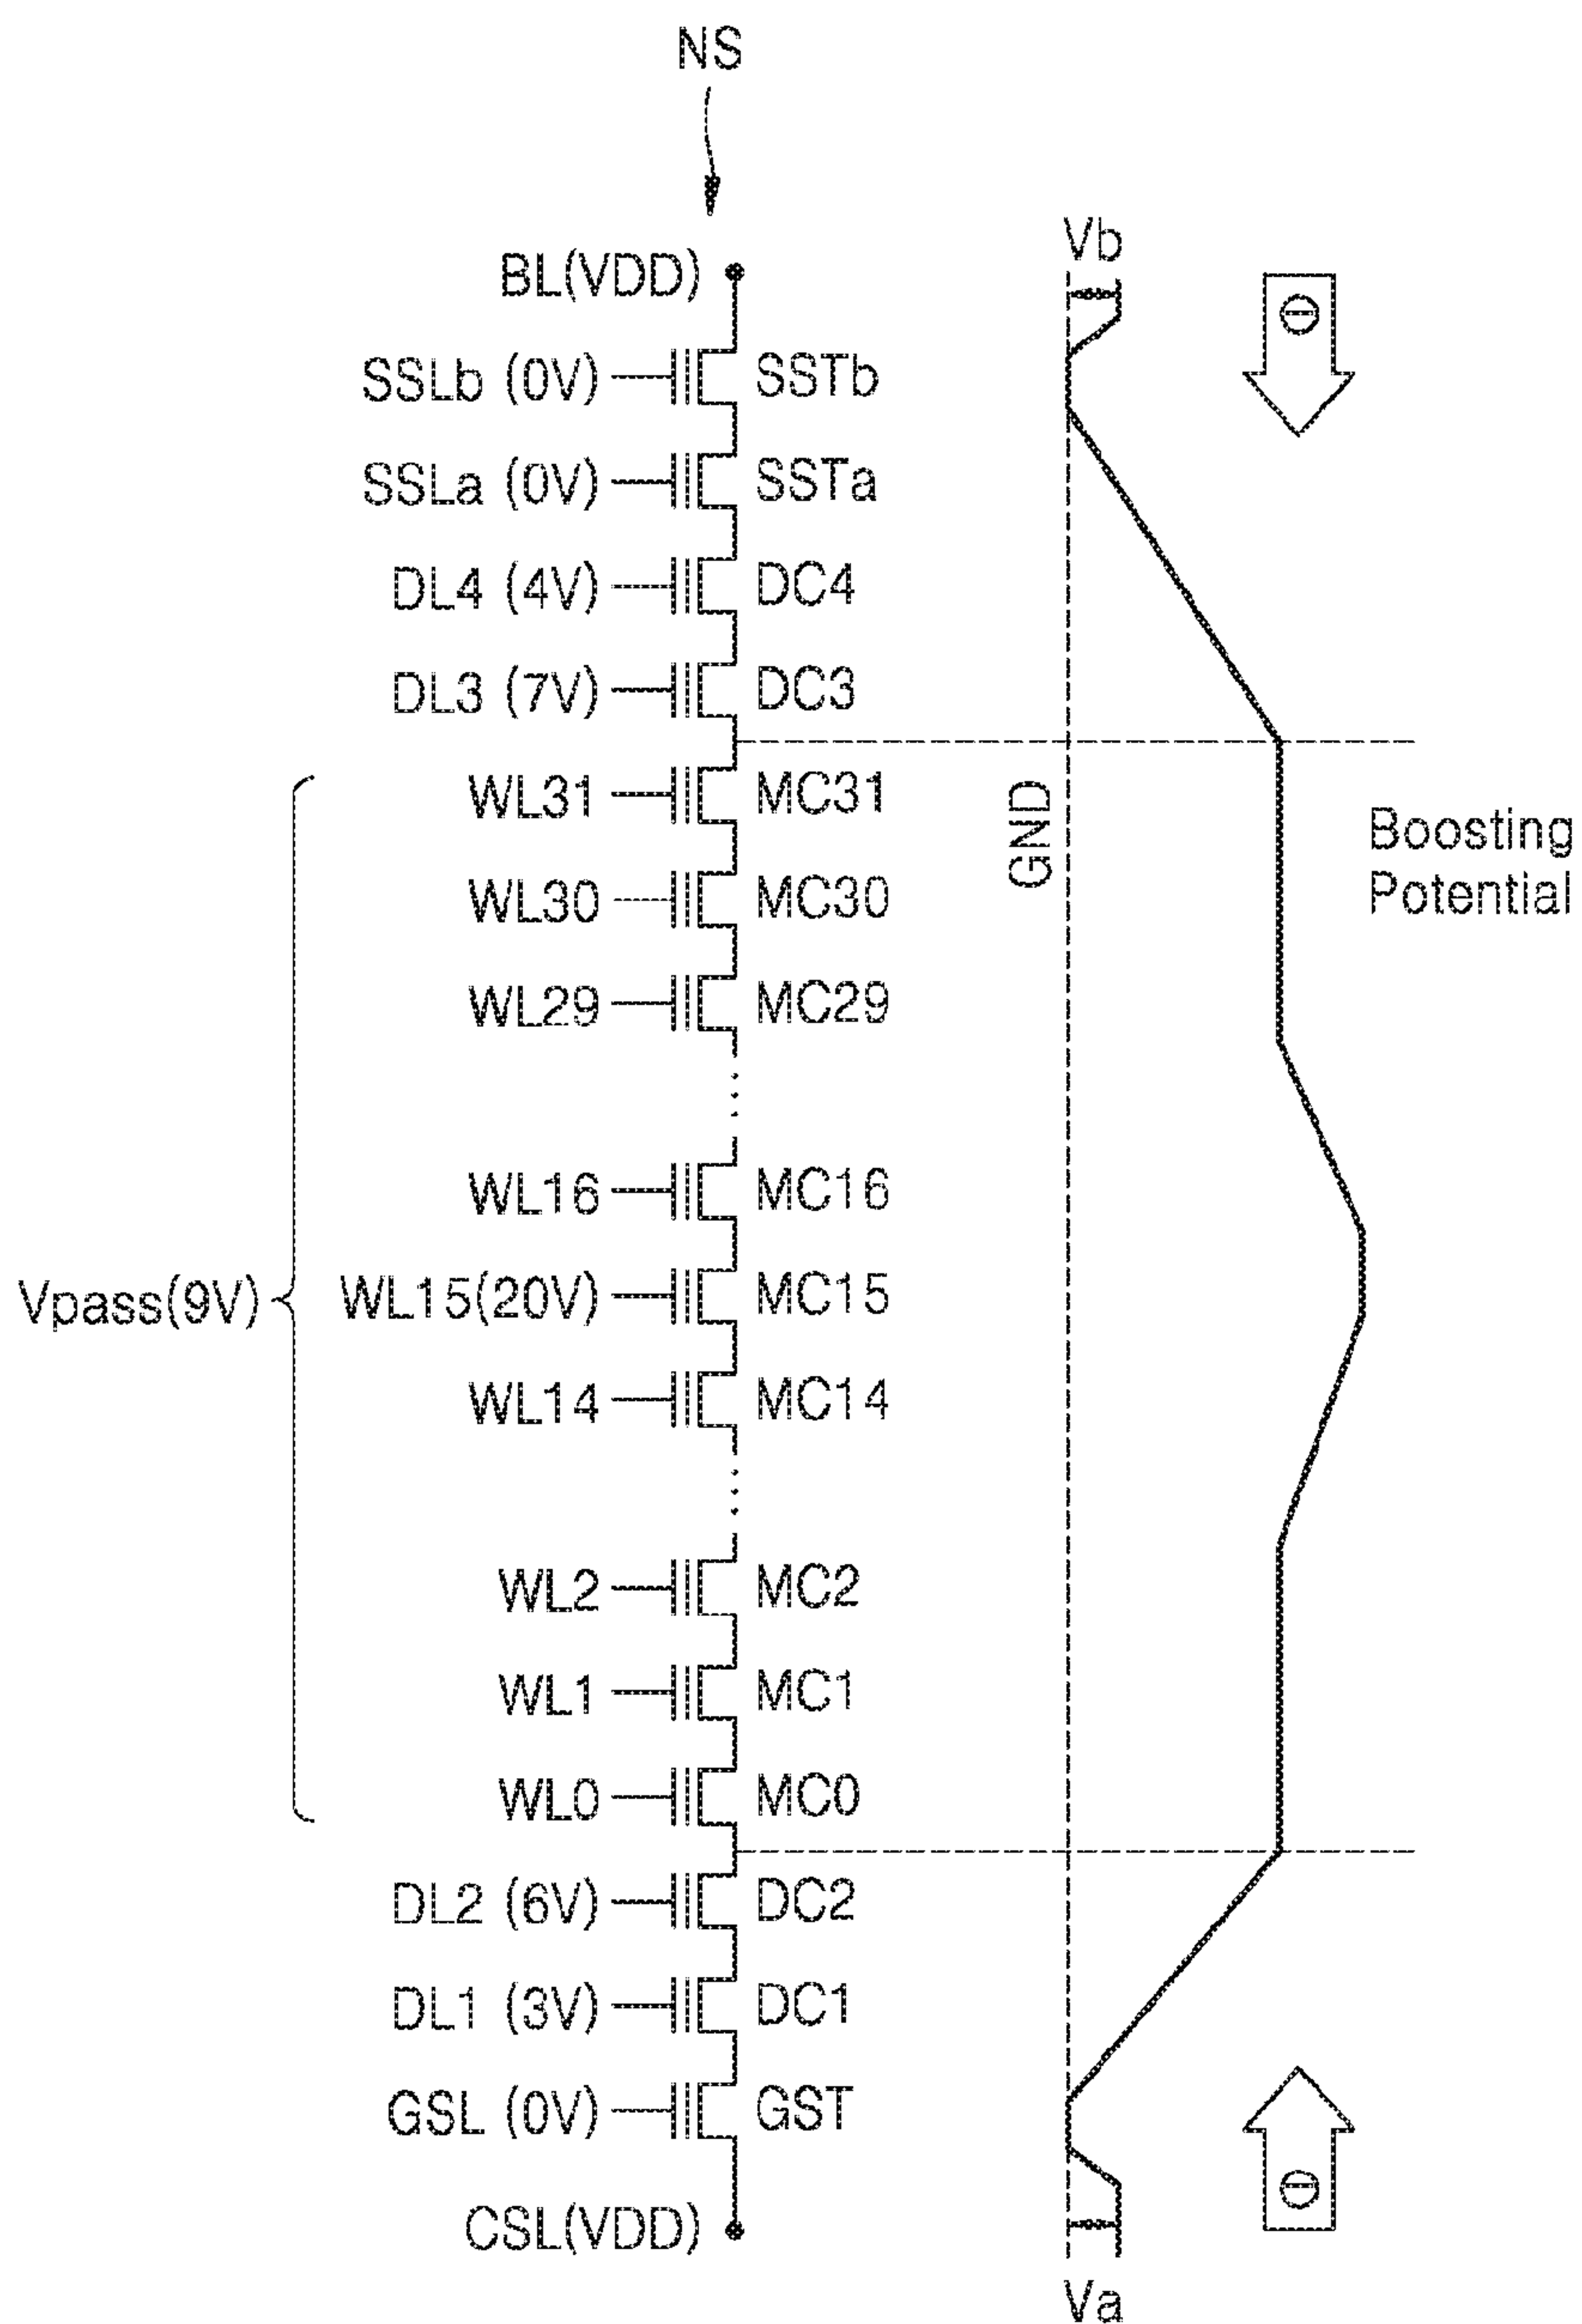 NS
Vb
BL(VDD)
⊖
SSLb (0V) SSTb
SSLa (0V) SSTa
DL4 (4V) DC4
DL3 (7V) DC3
WL31 MC31
GND
Boosting
Potential
WL30 MC30
WL29 MC29
WL16 MC16
Vpass(9V) WL15(20V) MC15
WL14 MC14
WL2 MC2
WL1 MC1
WL0 MC0
DL2 (6V) DC2
DL1 (3V) DC1
GSL (0V) GST
⊖
CSL(VDD)
Va